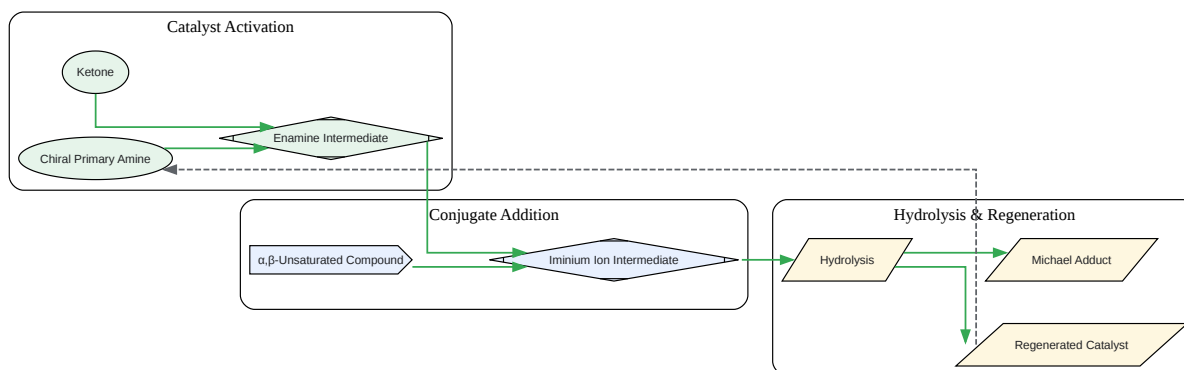 Catalyst Activation
Ketone
Enamine Intermediate
Chiral Primary Amine
Conjugate Addition
α,β-Unsaturated Compound
Iminium Ion Intermediate
Hydrolysis & Regeneration
Hydrolysis
Michael Adduct
Regenerated Catalyst